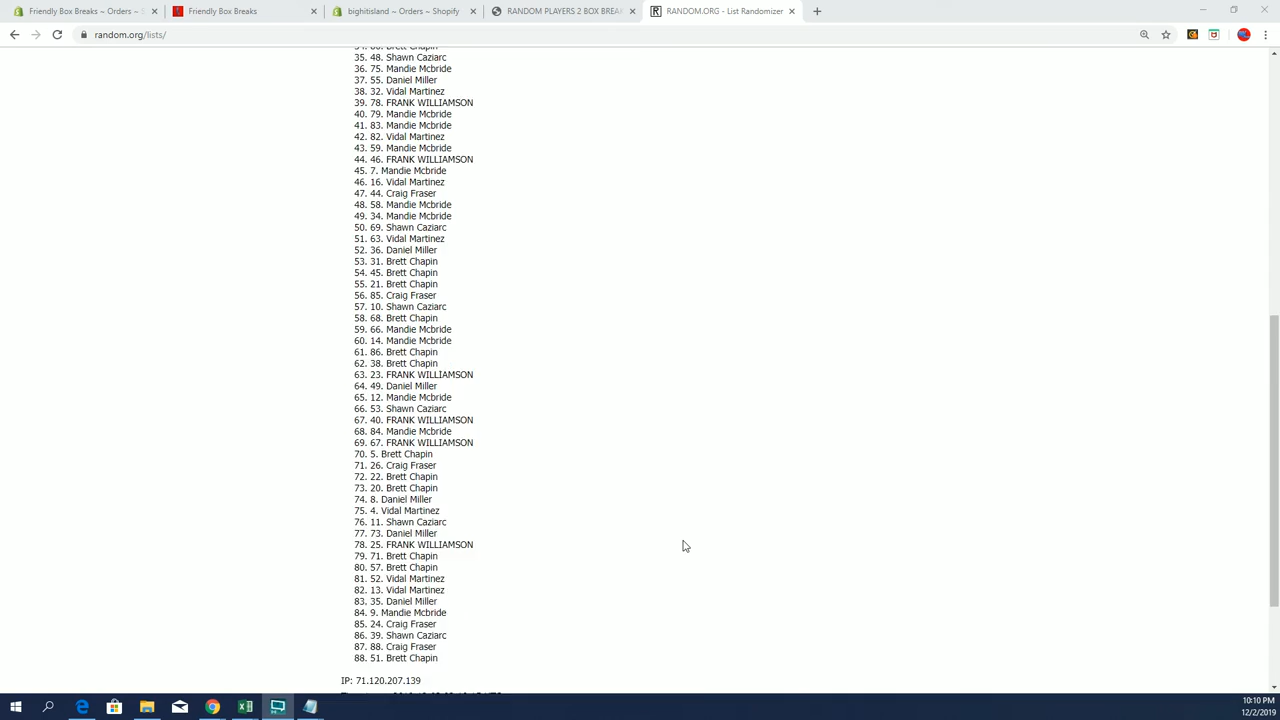 Friendly Box Breaks ~ Orders ~ S
Friendly Box Breaks
bighitisland ~ Orders ~ Shopify
RANDOM PLAYERS 2 BOX BREA
RANDOM.ORG - List Randomizer
random.org/lists/
34. 60. Brett Chapin
35. 48. Shawn Caziarc
36. 75. Mandie Mcbride
37. 55. Daniel Miller
38. 32. Vidal Martinez
39. 78. FRANK WILLIAMSON
40. 79. Mandie Mcbride
41. 83. Mandie Mcbride
42. 82. Vidal Martinez
43. 59. Mandie Mcbride
44. 46. FRANK WILLIAMSON
45. 7. Mandie Mcbride
46. 16. Vidal Martinez
47. 44. Craig Fraser
48. 58. Mandie Mcbride
49. 34. Mandie Mcbride
50. 69. Shawn Caziarc
51. 63. Vidal Martinez
52. 36. Daniel Miller
53. 31. Brett Chapin
54. 45. Brett Chapin
55. 21. Brett Chapin
56. 85. Craig Fraser
57. 10. Shawn Caziarc
58. 68. Brett Chapin
59. 66. Mandie Mcbride
60. 14. Mandie Mcbride
61. 86. Brett Chapin
62. 38. Brett Chapin
63. 23. FRANK WILLIAMSON
64. 49. Daniel Miller
65. 12. Mandie Mcbride
66. 53. Shawn Caziarc
67. 40. FRANK WILLIAMSON
68. 84. Mandie Mcbride
69. 67. FRANK WILLIAMSON
70. 5. Brett Chapin
71. 26. Craig Fraser
72. 22. Brett Chapin
73. 20. Brett Chapin
74. 8. Daniel Miller
75. 4. Vidal Martinez
76. 11. Shawn Caziarc
77. 73. Daniel Miller
78. 25. FRANK WILLIAMSON
79. 71. Brett Chapin
80. 57. Brett Chapin
81. 52. Vidal Martinez
82. 13. Vidal Martinez
83. 35. Daniel Miller
84. 9. Mandie Mcbride
85. 24. Craig Fraser
86. 39. Shawn Caziarc
87. 88. Craig Fraser
88. 51. Brett Chapin
IP: 71.120.207.139
10:10 PM
12/2/2019